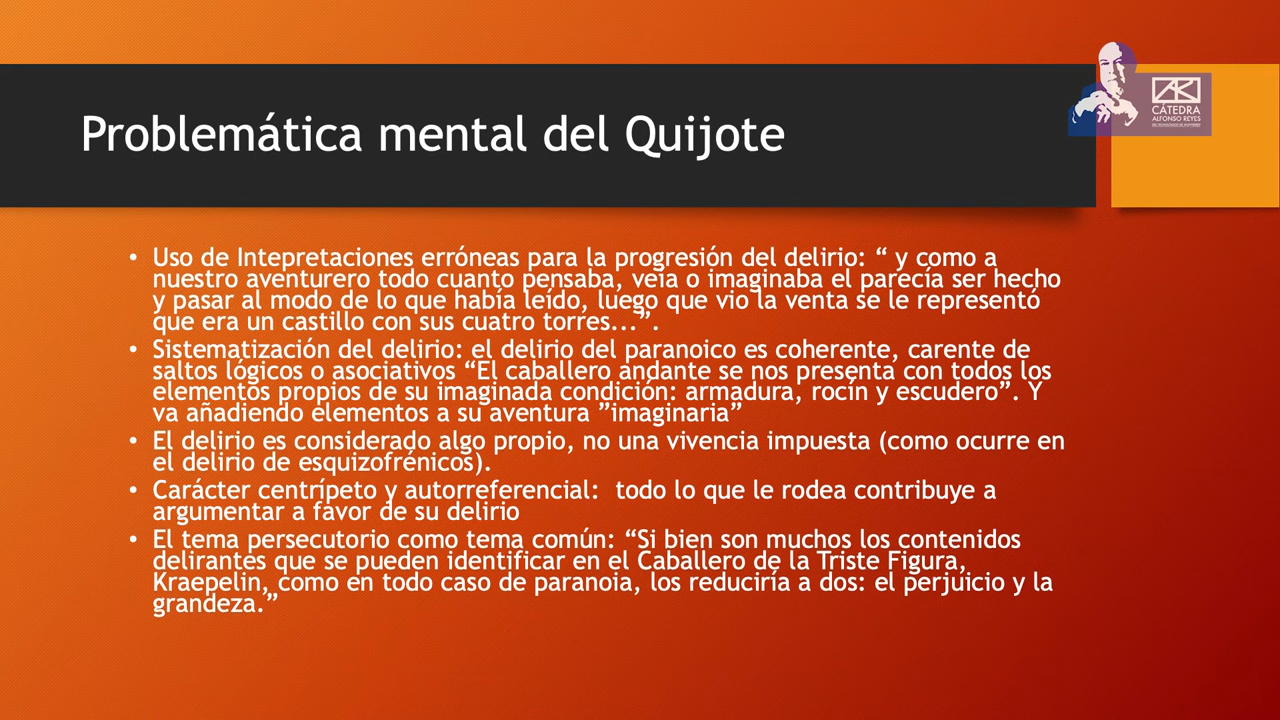 Problemática mental del Quijote
CÁTEDRA
ALFONSO REYES
• Uso de Intepretaciones erróneas para la progresión del delirio: “ y como a
nuestro aventurero todo cuanto pensaba, veía o imaginaba el parecía ser hecho
y pasar al modo de lo que había leído, luego que vio la venta se le representó
que era un castillo con sus cuatro torres...”.
• Sistematización del delirio: el delirio del paranoico es coherente, carente de
saltos lógicos o asociativos “El caballero andante se nos presenta con todos los
elementos propios de su imaginada condición: armadura, rocín y escudero”. Y
va añadiendo elementos a su aventura ”imaginaria”
• El delirio es considerado algo propio, no una vivencia impuesta (como ocurre en
el delirio de esquizofrénicos).
• Carácter centrípeto y autorreferencial:  todo lo que le rodea contribuye a
argumentar a favor de su delirio
• El tema persecutorio como tema común: “Si bien son muchos los contenidos
delirantes que se pueden identificar en el Caballero de la Triste Figura,
Kraepelin, como en todo caso de paranoia, los reduciría a dos: el perjuicio y la
grandeza.”